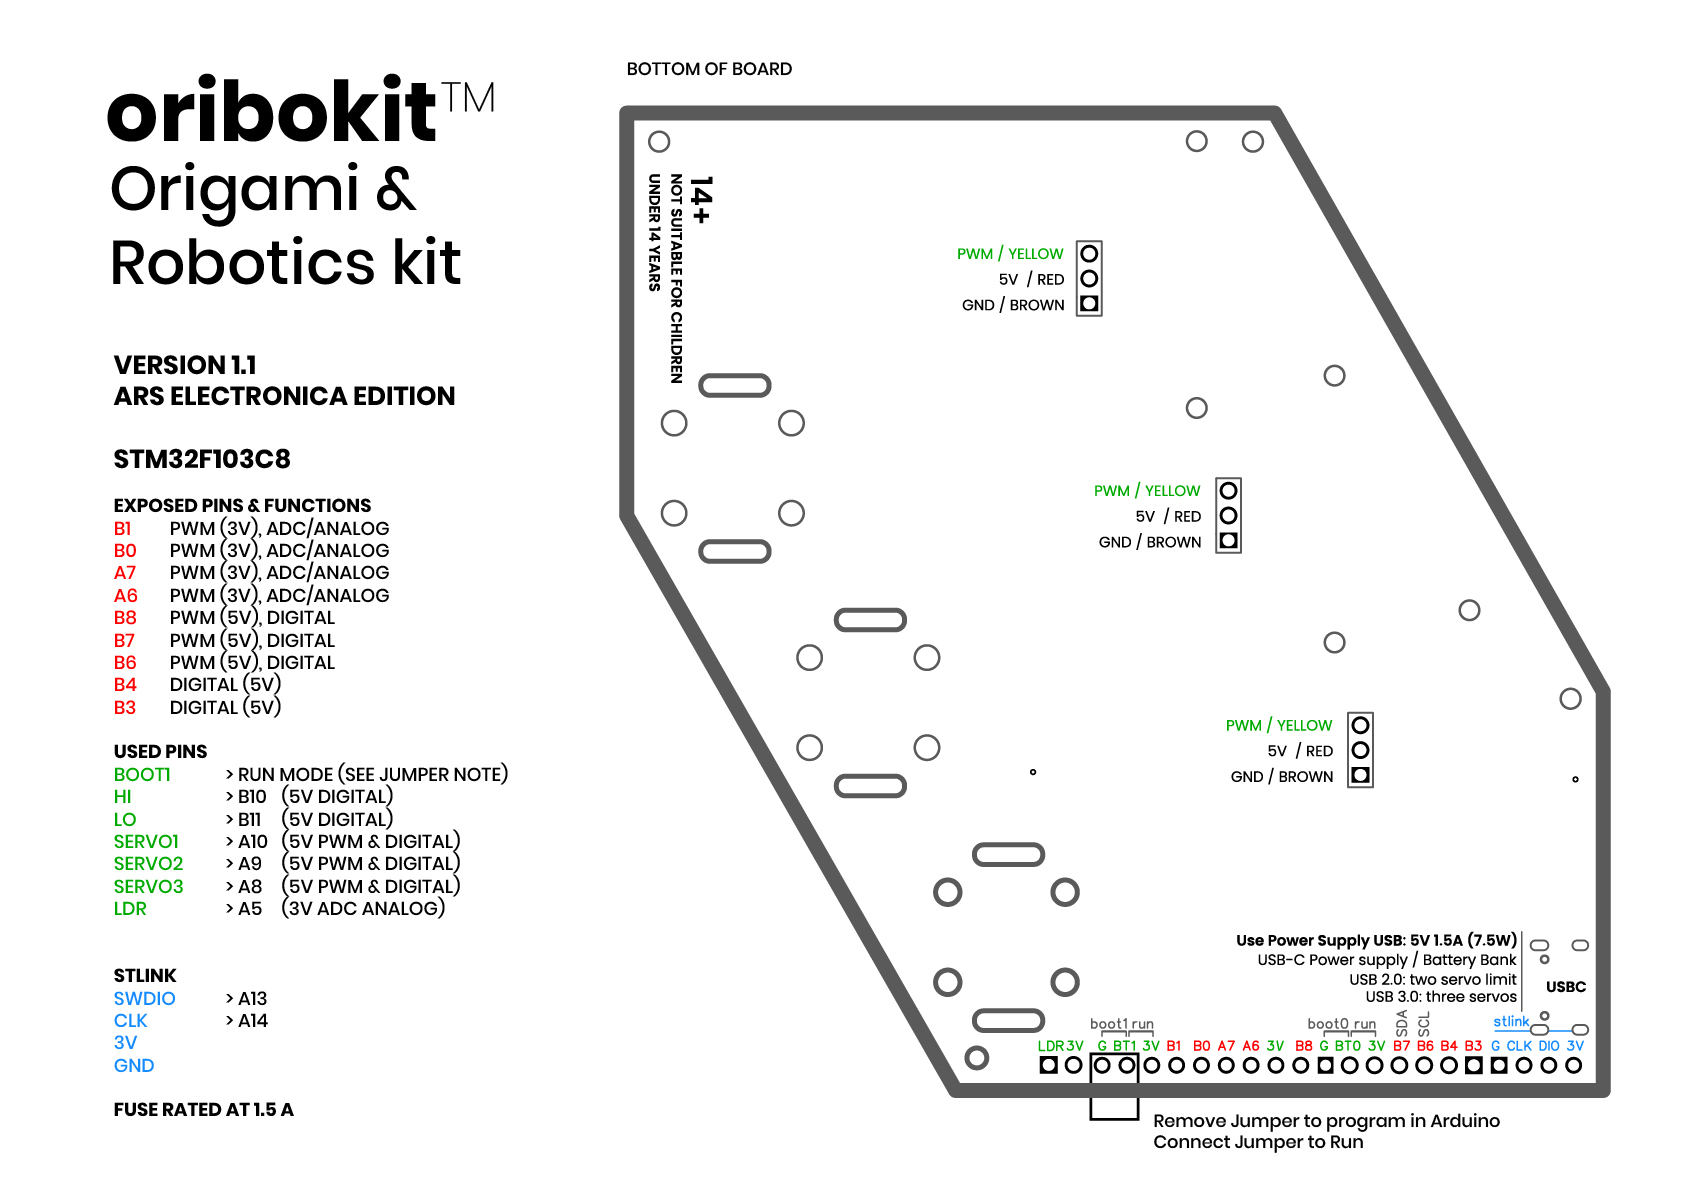 oribokit™
Origami &
Robotics kit
VERSION 1.1
ARS ELECTRONICA EDITION
STM32F103C8
EXPOSED PINS & FUNCTIONS
B1 PWM (3V), ADC/ANALOG
B0 PWM (3V), ADC/ANALOG
A7 PWM (3V), ADC/ANALOG
A6 PWM (3V), ADC/ANALOG
B8 PWM (5V), DIGITAL
B7 PWM (5V), DIGITAL
B6 PWM (5V), DIGITAL
B4 DIGITAL (5V)
B3 DIGITAL (5V)
USED PINS
BOOT1 > RUN MODE (SEE JUMPER NOTE)
HI > B10 (5V DIGITAL)
LO > B11 (5V DIGITAL)
SERVO1 > A10 (5V PWM & DIGITAL)
SERVO2 > A9 (5V PWM & DIGITAL)
SERVO3 > A8 (5V PWM & DIGITAL)
LDR > A5 (3V ADC ANALOG)
STLINK
SWDIO > A13
CLK > A14
3V
GND
FUSE RATED AT 1.5 A
BOTTOM OF BOARD
14+
NOT SUITABLE FOR CHILDREN
UNDER 14 YEARS
PWM / YELLOW
5V / RED
GND / BROWN
PWM / YELLOW
5V / RED
GND / BROWN
PWM / YELLOW
5V / RED
GND / BROWN
Use Power Supply USB: 5V 1.5A (7.5W)
USB-C Power supply / Battery Bank
USB 2.0: two servo limit
USB 3.0: three servos
USBC
boot1 run boot0 run SDA SCL stlink
LDR 3V G BT1 3V B1 B0 A7 A6 3V B8 G BT0 3V B7 B6 B4 B3 G CLK DIO 3V
Remove Jumper to program in Arduino
Connect Jumper to Run